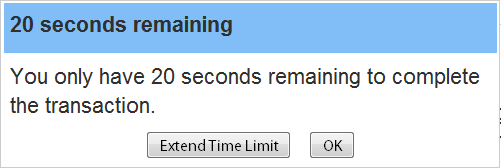 20 seconds remaining
You only have 20 seconds remaining to complete
the transaction.
Extend Time Limit OK